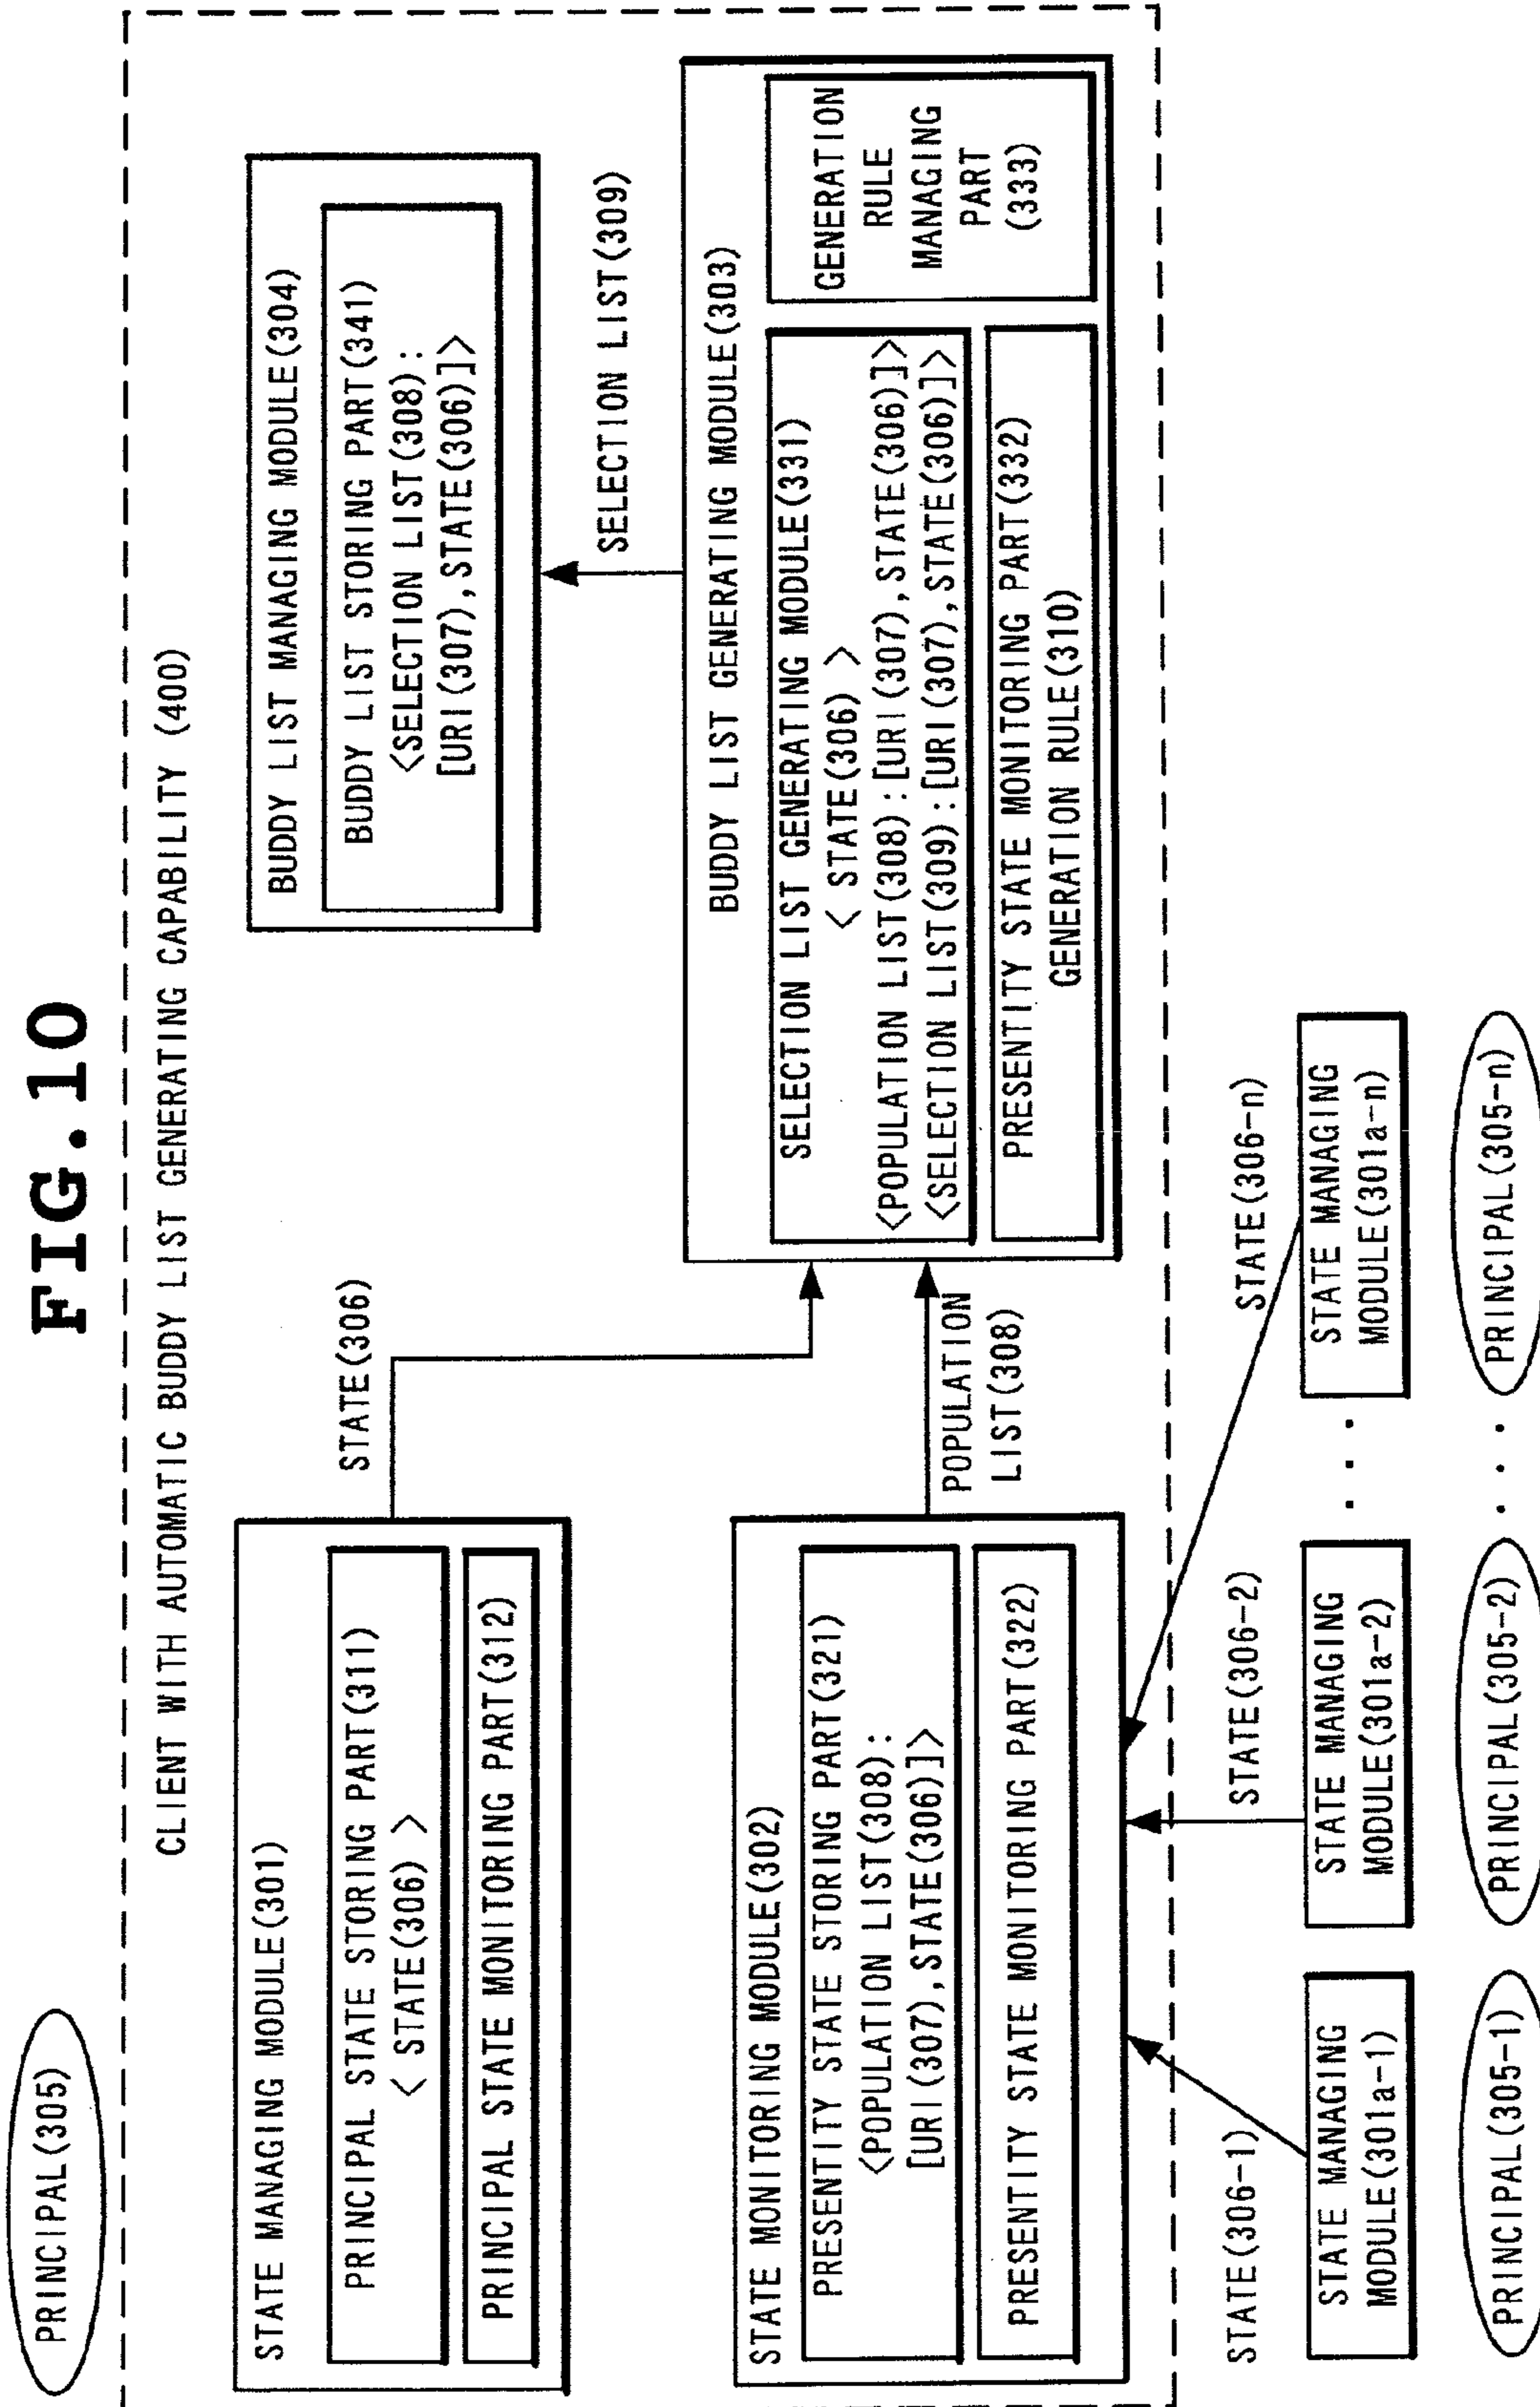 FIG.10
PRINCIPAL(305)
CLIENT WITH AUTOMATIC BUDDY LIST GENERATING CAPABILITY (400)
STATE MANAGING MODULE(301)
PRINCIPAL STATE STORING PART(311)
< STATE(306) >
PRINCIPAL STATE MONITORING PART(312)
STATE(306)
BUDDY LIST MANAGING MODULE(304)
BUDDY LIST STORING PART(341)
<SELECTION LIST(308):
[URI(307),STATE(306)]>
SELECTION LIST(309)
STATE MONITORING MODULE(302)
PRESENTITY STATE STORING PART(321)
<POPULATION LIST(308):
[URI(307),STATE(306)]>
PRESENTITY STATE MONITORING PART(322)
POPULATION
LIST(308)
BUDDY LIST GENERATING MODULE(303)
SELECTION LIST GENERATING MODULE(331)
< STATE(306) >
<POPULATION LIST(308):[URI(307),STATE(306)]>
<SELECTION LIST(309):[URI(307),STATE(306)]>
PRESENTITY STATE MONITORING PART(332)
GENERATION RULE(310)
GENERATION
RULE
MANAGING
PART
(333)
STATE(306-1)
STATE(306-2)
STATE(306-n)
STATE MANAGING
MODULE(301a-1)
STATE MANAGING
MODULE(301a-2)
. . .
STATE MANAGING
MODULE(301a-n)
PRINCIPAL(305-1)
PRINCIPAL(305-2)
. . .
PRINCIPAL(305-n)